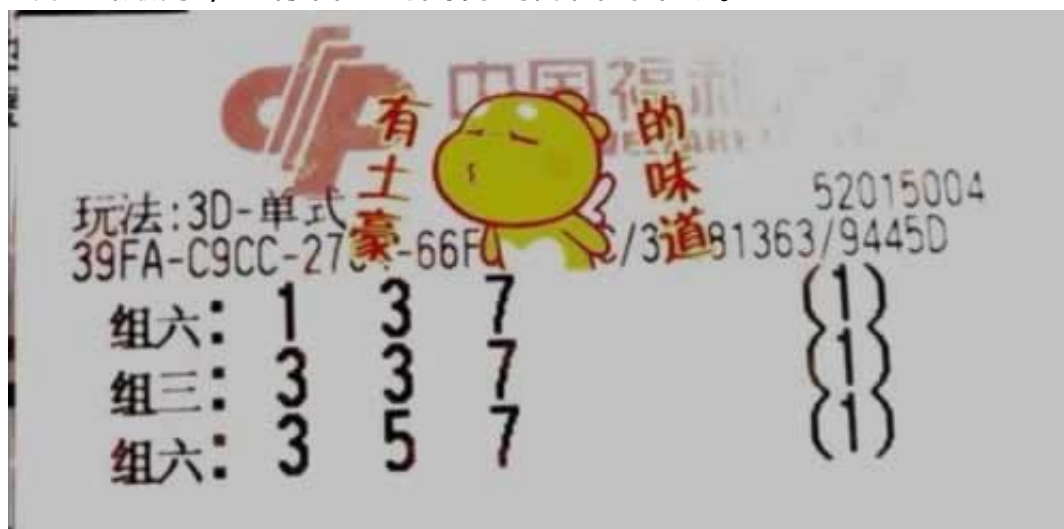 中国福利
有土豪的味道
52015004
玩法:3D-单式
39FA-C9CC-27 -66F C/3 81363/9445D
组六: 1 3 7 (1)
组三: 3 3 7 (1)
组六: 3 5 7 (1)